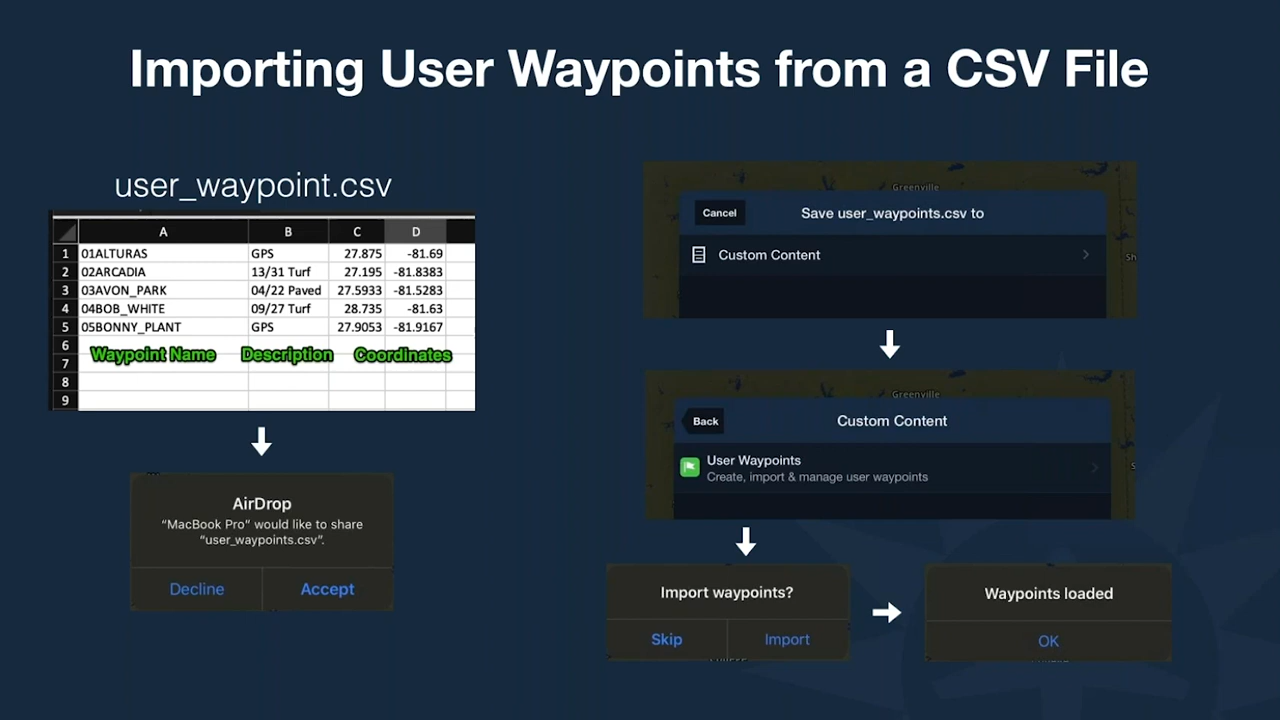 Importing User Waypoints from a CSV File
user_waypoint.csv
A B C D
1 01ALTURAS GPS 27.875 -81.69
2 02ARCADIA 13/31 Turf 27.195 -81.8383
3 03AVON_PARK 04/22 Paved 27.5933 -81.5283
4 04BOB_WHITE 09/27 Turf 28.735 -81.63
5 05BONNY_PLANT GPS 27.9053 -81.9167
6
Waypoint Name Description Coordinates
7
8
9
AirDrop
“MacBook Pro” would like to share
“user_waypoints.csv”.
Decline Accept
Greenville
Cancel Save user_waypoints.csv to
Custom Content
Sh
Greenville
Back Custom Content
User Waypoints
Create, import & manage user waypoints
S
Import waypoints?
Skip Import
Waypoints loaded
OK